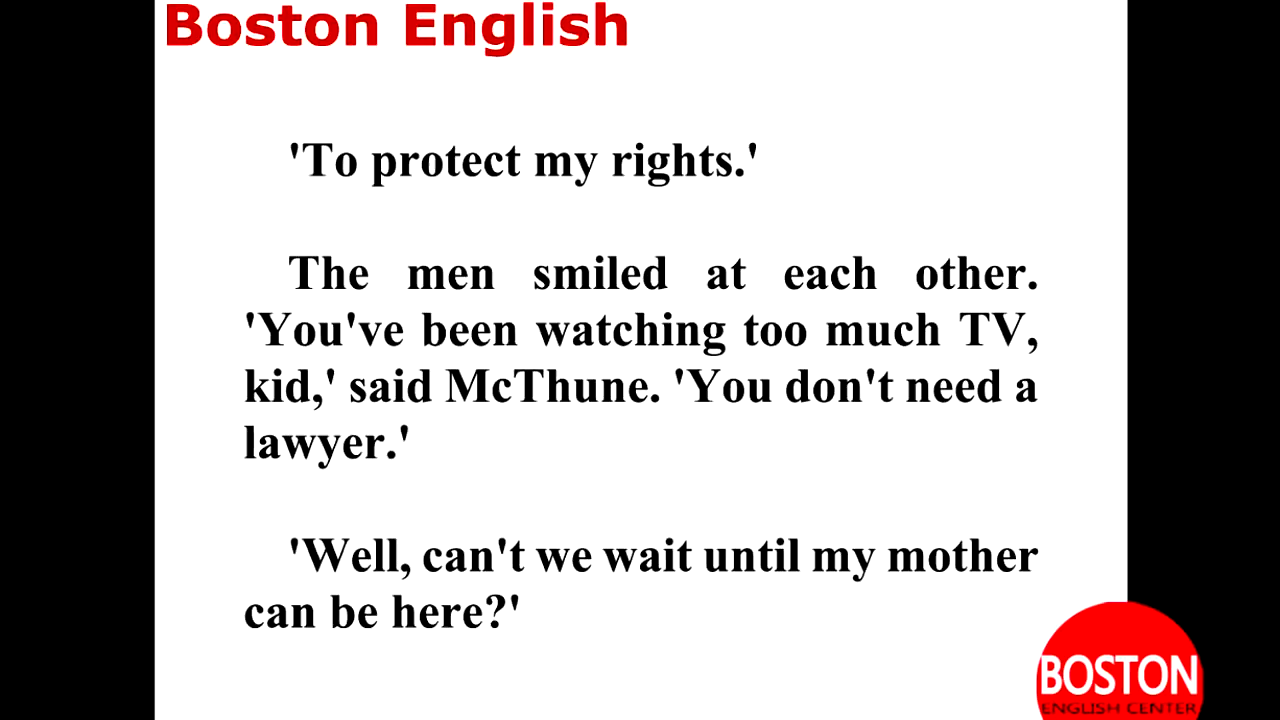 Boston English
'To protect my rights.'
The men smiled at each other.
'You've been watching too much TV,
kid,' said McThune. 'You don't need a
lawyer.'
'Well, can't we wait until my mother
can be here?'
BOSTON
ENGLISH CENTER